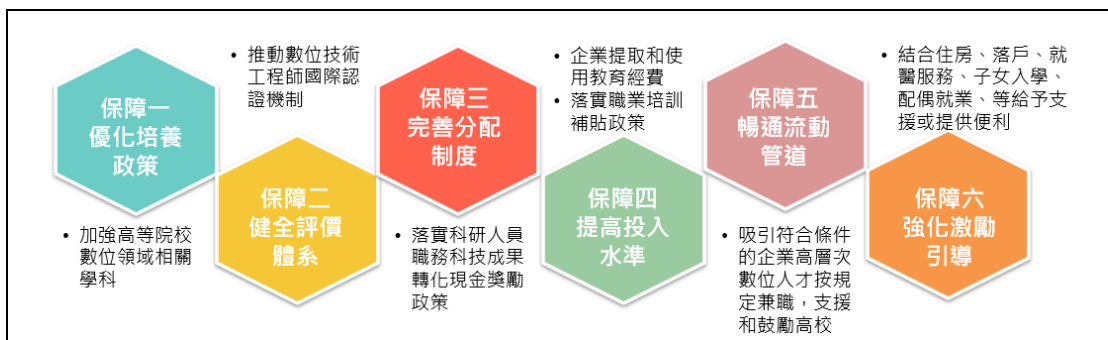 保障一
優化培養
政策
• 加強高等院校
數位領域相關
學科
• 推動數位技術
工程師國際認
證機制
保障二
健全評價
體系
保障三
完善分配
制度
• 落實科研人員
職務科技成果
轉化現金獎勵
政策
• 企業提取和使
用教育經費
• 落實職業培訓
補貼政策
保障四
提高投入
水準
保障五
暢通流動
管道
• 吸引符合條件
的企業高層次
數位人才按規
定兼職，支援
和鼓勵高校
• 結合住房、落戶、就
醫服務、子女入學、
配偶就業、等給予支
援或提供便利
保障六
強化激勵
引導